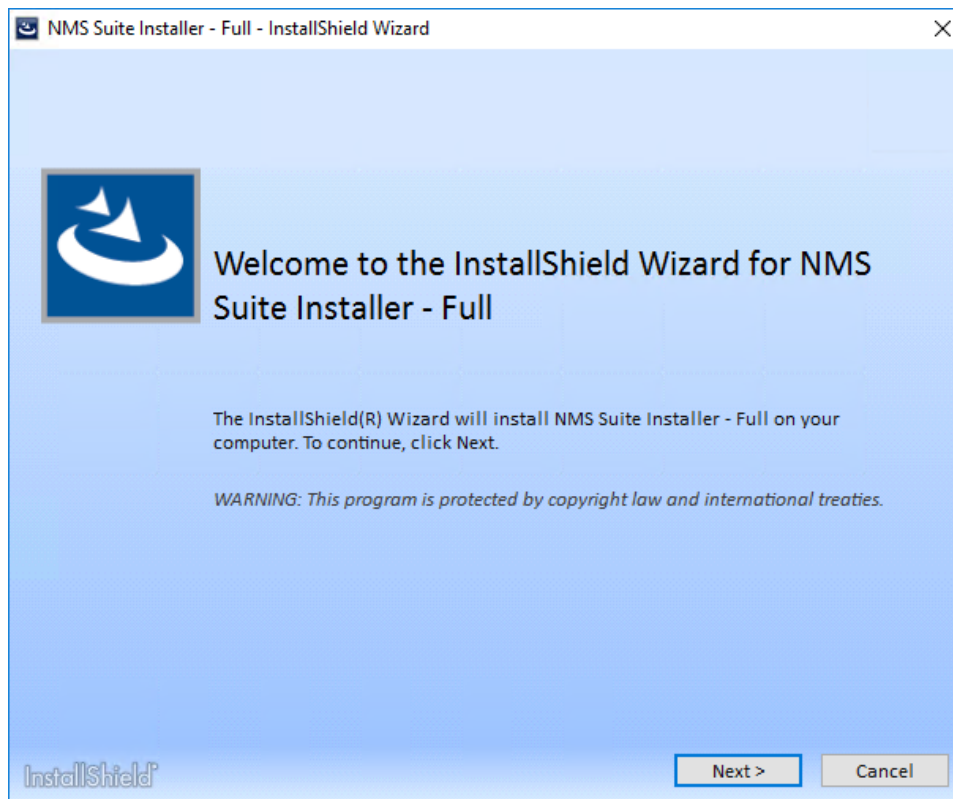 NMS Suite Installer - Full - InstallShield Wizard
Welcome to the InstallShield Wizard for NMS
Suite Installer - Full
The InstallShield(R) Wizard will install NMS Suite Installer - Full on your
computer. To continue, click Next.
WARNING: This program is protected by copyright law and international treaties.
InstallShield®
Next >
Cancel